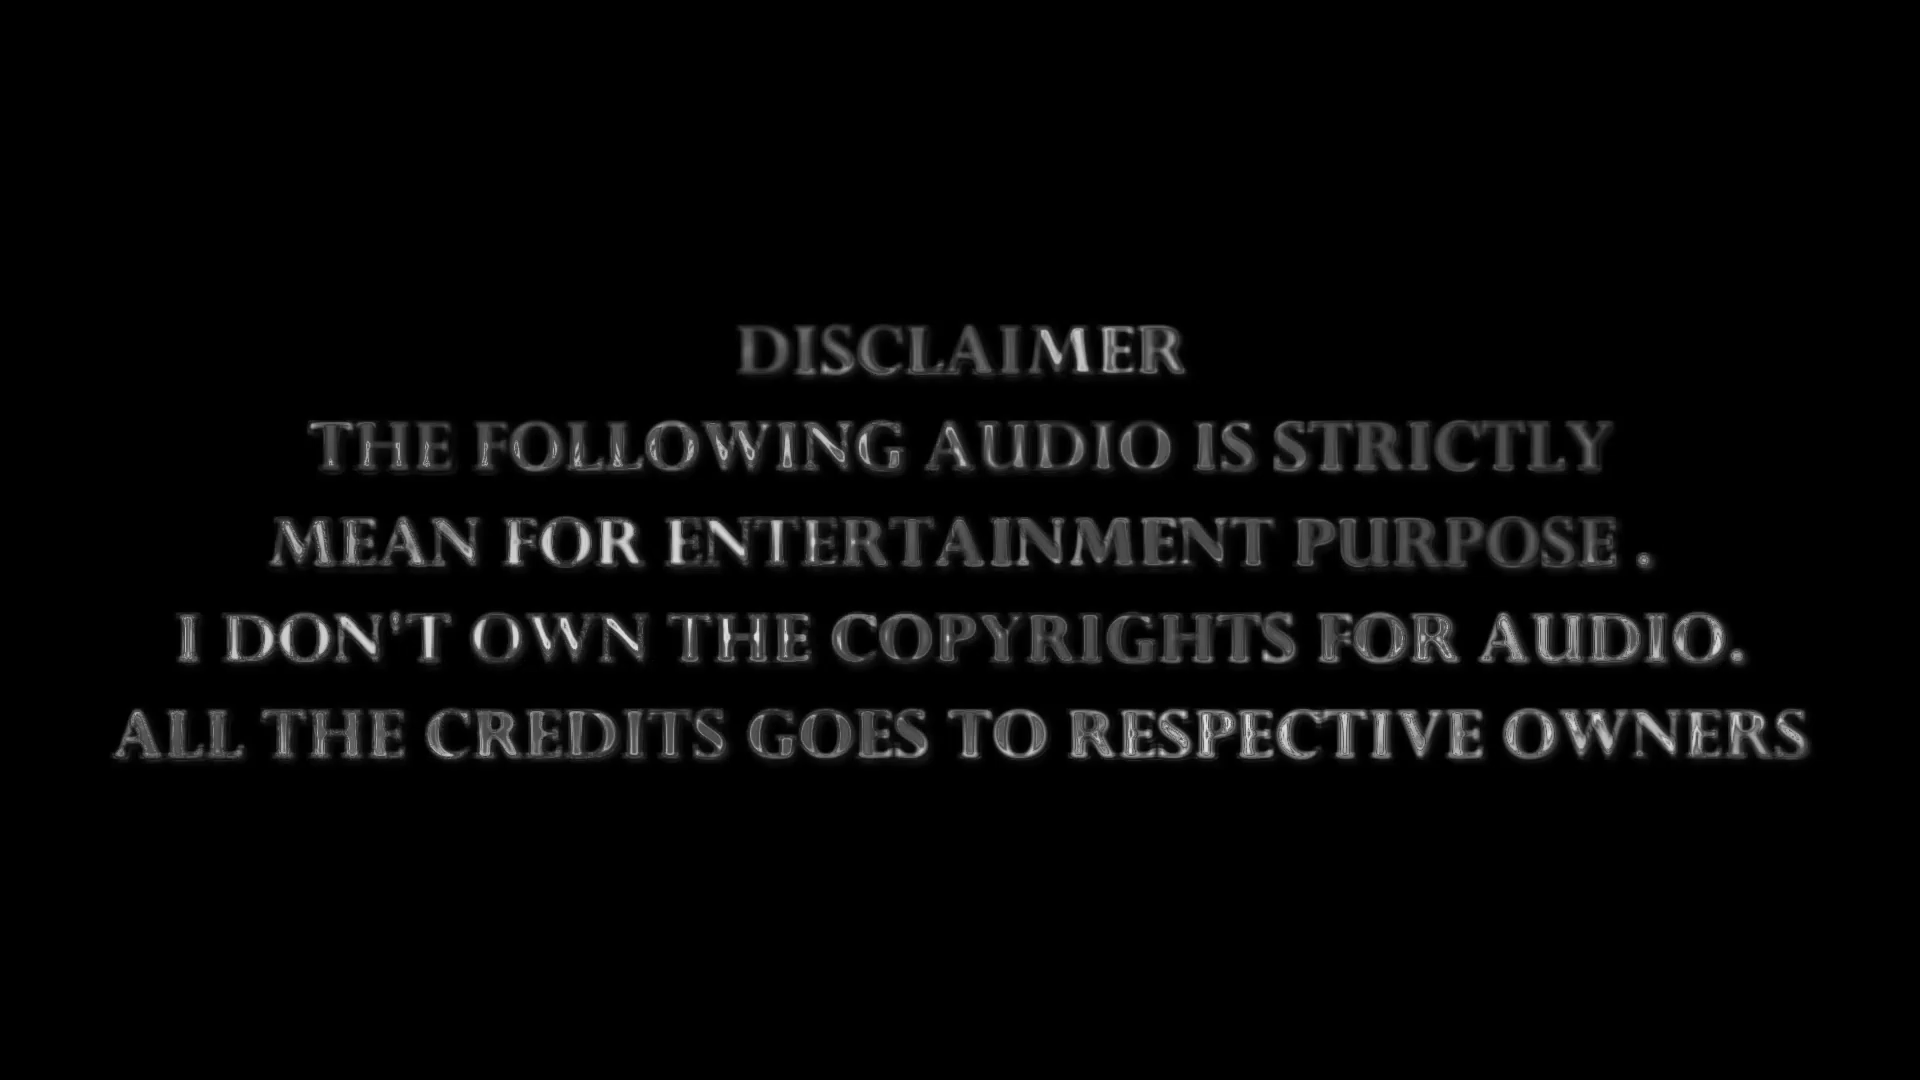 DISCLAIMER
THE FOLLOWING AUDIO IS STRICTLY
MEAN FOR ENTERTAINMENT PURPOSE .
I DON'T OWN THE COPYRIGHTS FOR AUDIO.
ALL THE CREDITS GOES TO RESPECTIVE OWNERS